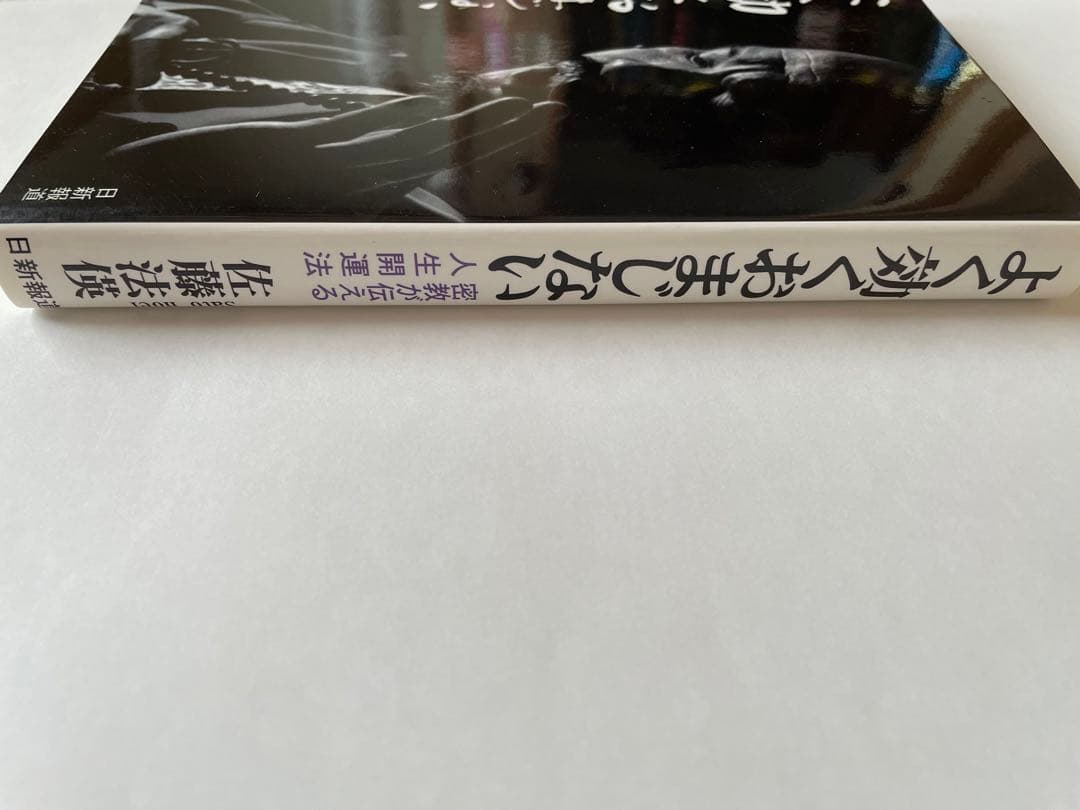 よく効くおまじない
密教が伝える
人生開運法
佐藤法偀
日新報道
日新報道